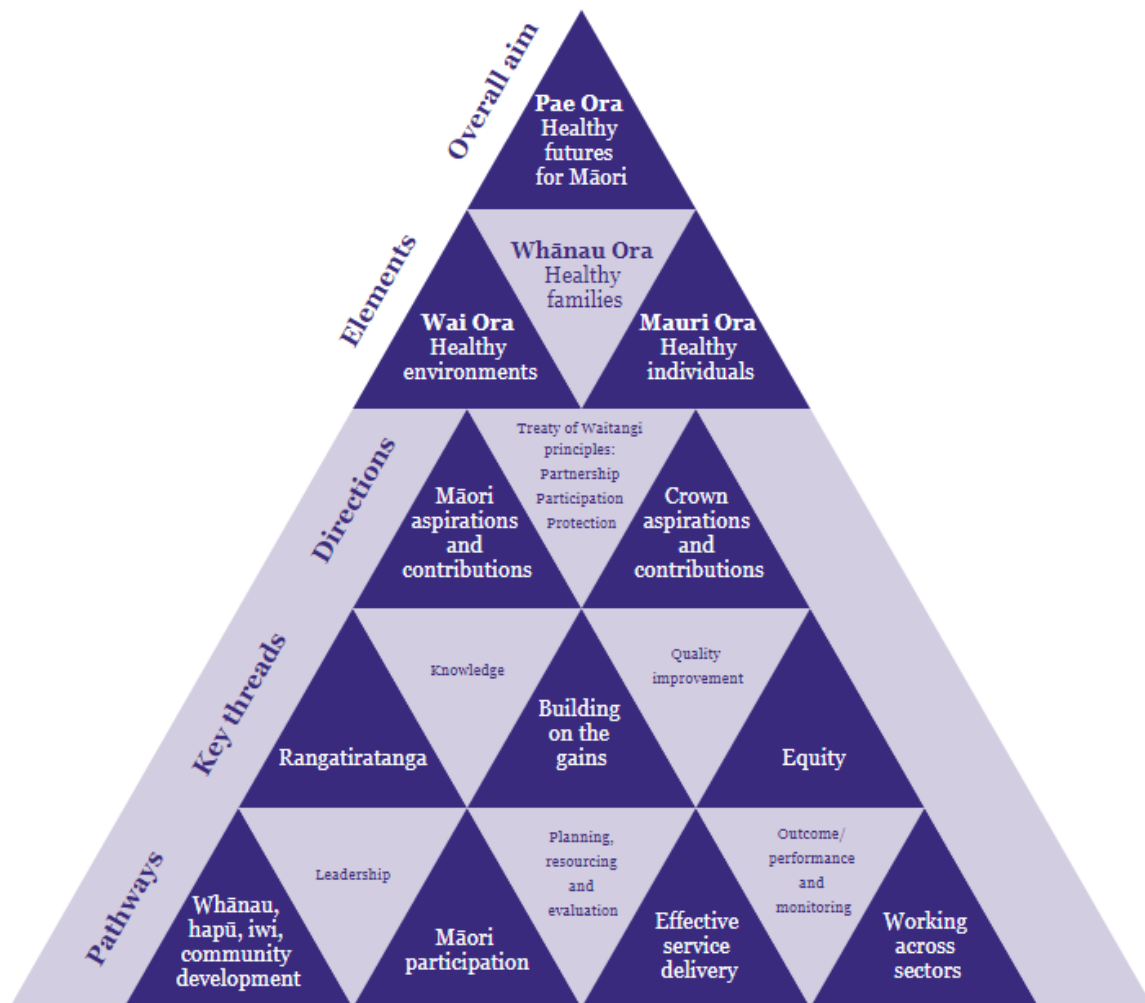 Overall aim
Pae Ora
Healthy
futures
for Māori
Elements
Whānau Ora
Healthy
families
Wai Ora
Healthy
environments
Mauri Ora
Healthy
individuals
Directions
Māori
aspirations
and
contributions
Treaty of Waitangi
principles:
Partnership
Participation
Protection
Crown
aspirations
and
contributions
Key threads
Rangatiratanga
Knowledge
Building
on the
gains
Quality
improvement
Equity
Pathways
Whānau,
hapū, iwi,
community
development
Leadership
Māori
participation
Planning,
resourcing
and
evaluation
Effective
service
delivery
Outcome/
performance
and
monitoring
Working
across
sectors